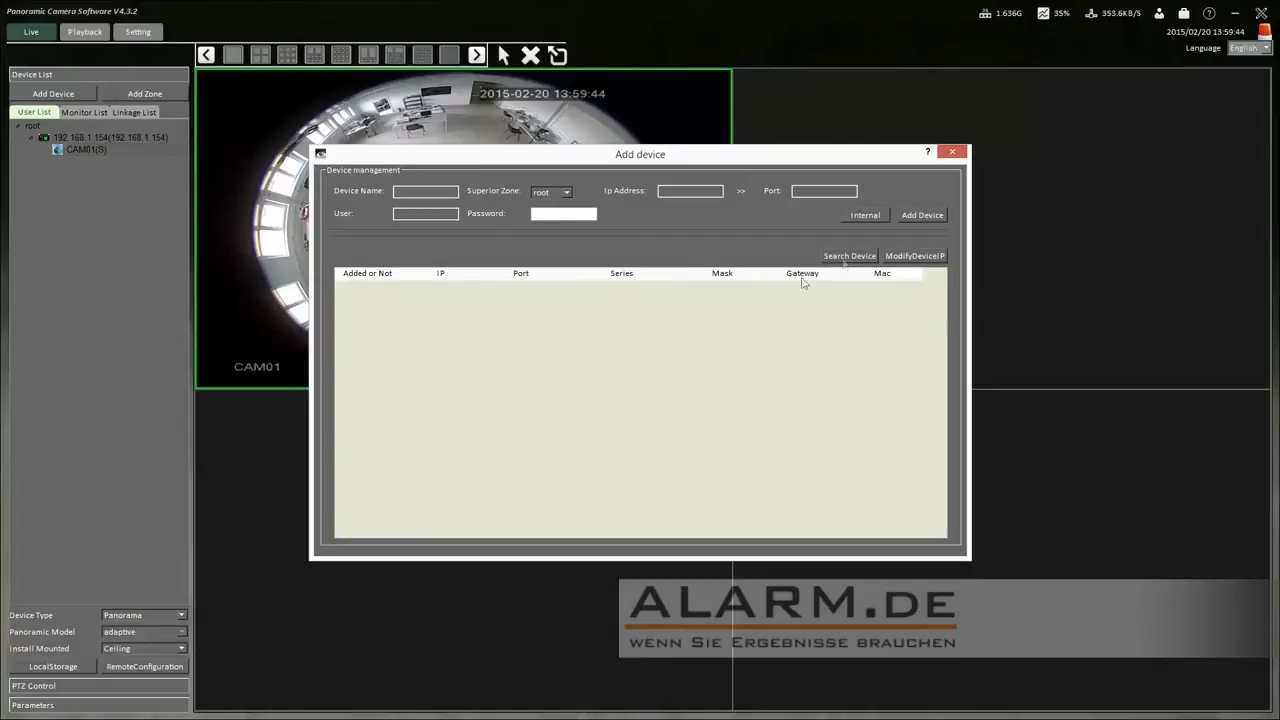 Panoramic Camera Software V4.3.2
1.636G 35% 353.6KB/S
Live Playback Setting
2015/02/20 13:59:44
Language English
Device List
Add Device Add Zone
User List Monitor List Linkage List
root
192.168.1.154(192.168.1.154)
CAM01(S)
2015-02-20 13:59:44
CAM01
Add device
?
Device management
Device Name: Superior Zone: root Ip Address: >> Port:
User: Password:
Internal Add Device
Search Device ModifyDeviceIP
Added or Not IP Port Series Mask Gateway Mac
ALARM.DE
WENN SIE ERGEBNISSE BRAUCHEN
Device Type Panorama
Panoramic Model adaptive
Install Mounted Ceiling
LocalStorage RemoteConfiguration
PTZ Control
Parameters